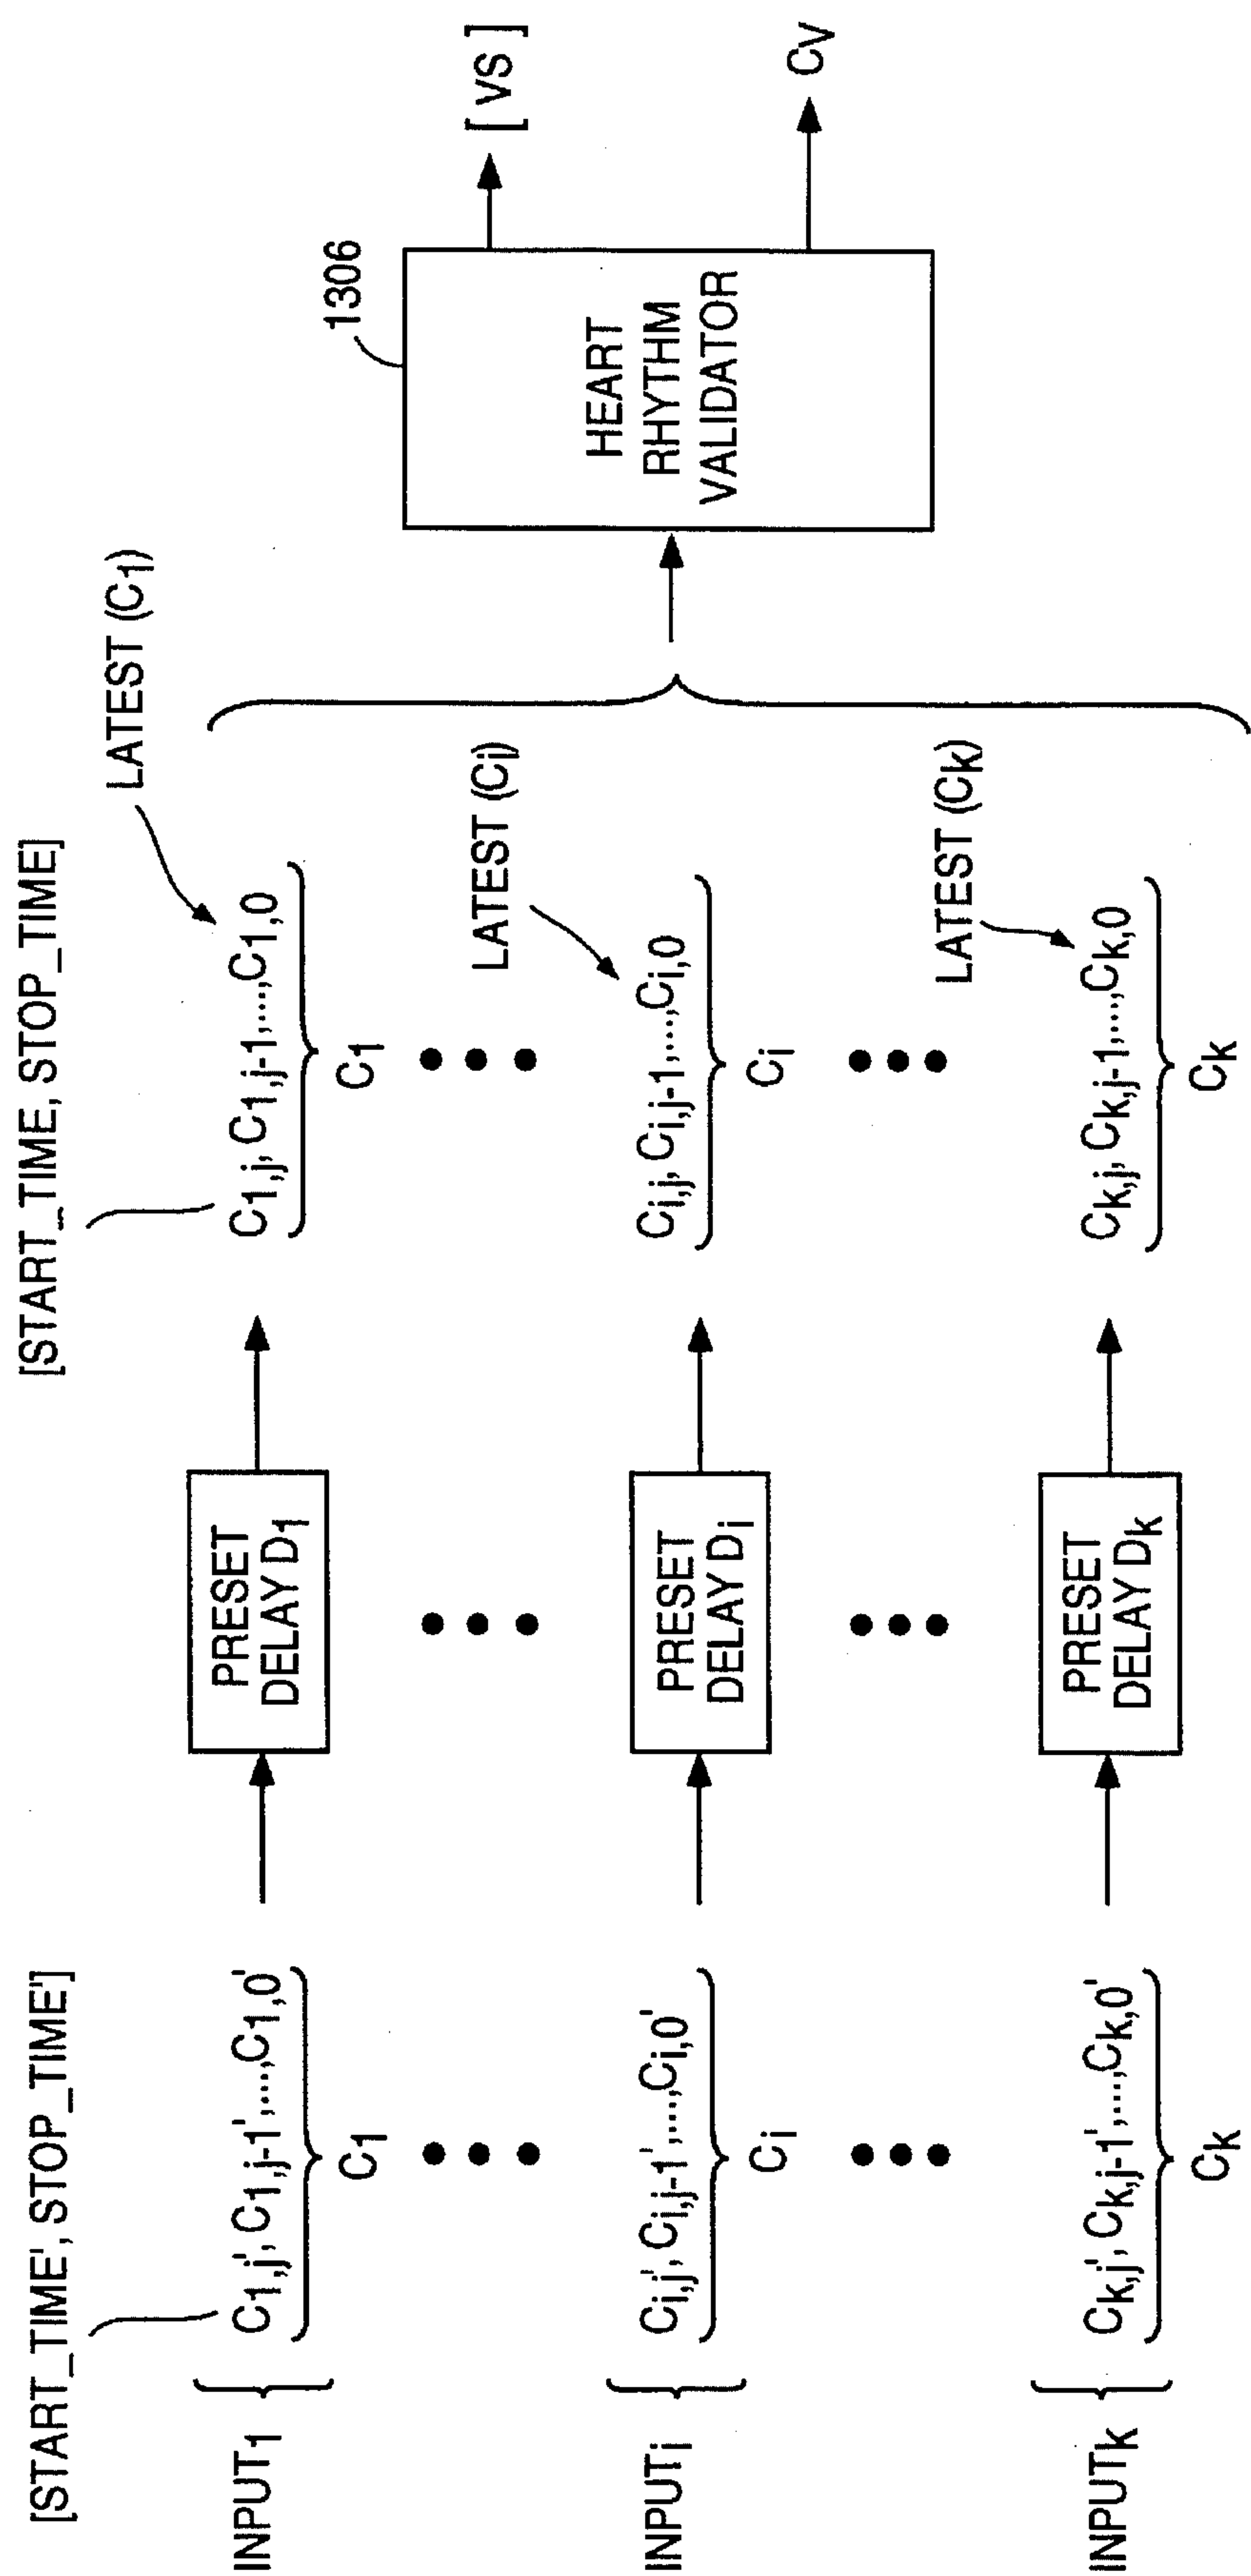 [START_TIME', STOP_TIME']
[START_TIME, STOP_TIME]
LATEST (C1)
INPUT1
C1,j', C1,j-1',...,C1,0'
C1
PRESET
DELAY D1
C1,j, C1,j-1,...,C1,0
C1
1306
HEART
RHYTHM
VALIDATOR
[ VS ]
CV
LATEST (Ci)
INPUTi
Ci,j', Ci,j-1',...,Ci,0'
Ci
PRESET
DELAY Di
Ci,j, Ci,j-1,...,Ci,0
Ci
LATEST (Ck)
INPUTk
Ck,j', Ck,j-1',...,Ck,0'
Ck
PRESET
DELAY Dk
Ck,j, Ck,j-1,...,Ck,0
Ck